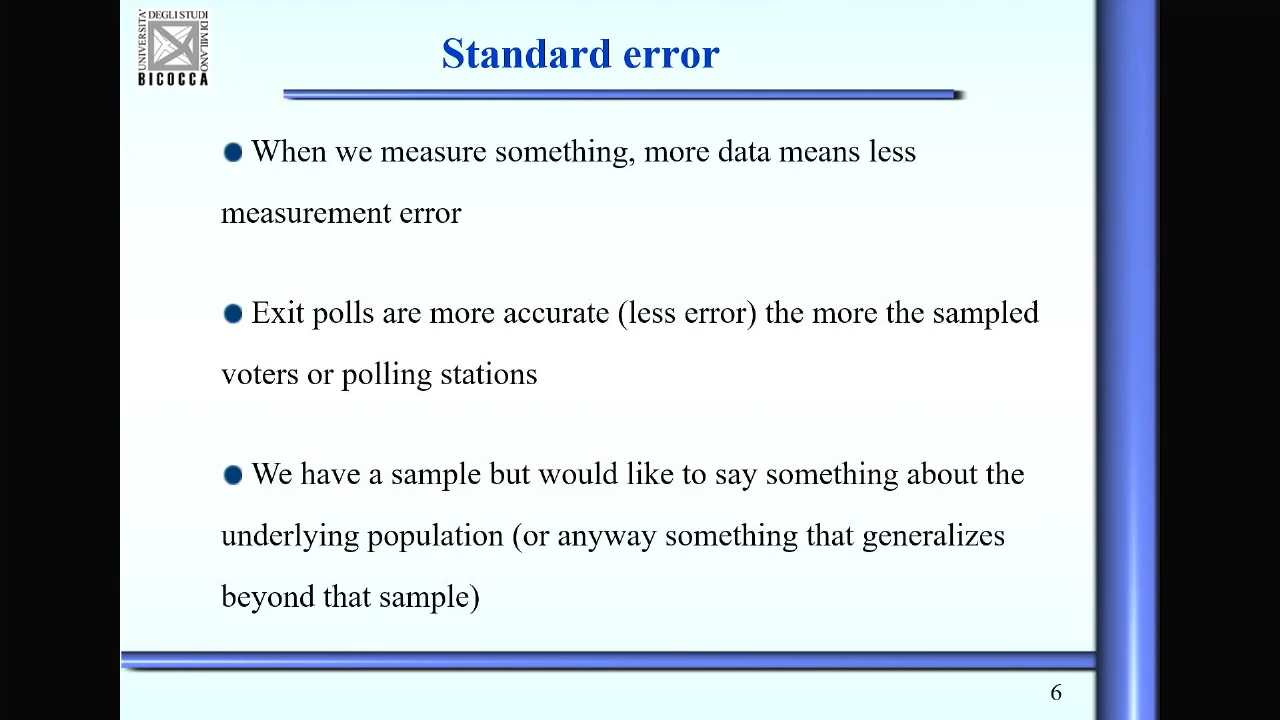 UNIVERSITA' DEGLI STUDI DI MILANO
BICOCCA
Standard error
When we measure something, more data means less
measurement error
Exit polls are more accurate (less error) the more the sampled
voters or polling stations
We have a sample but would like to say something about the
underlying population (or anyway something that generalizes
beyond that sample)
6